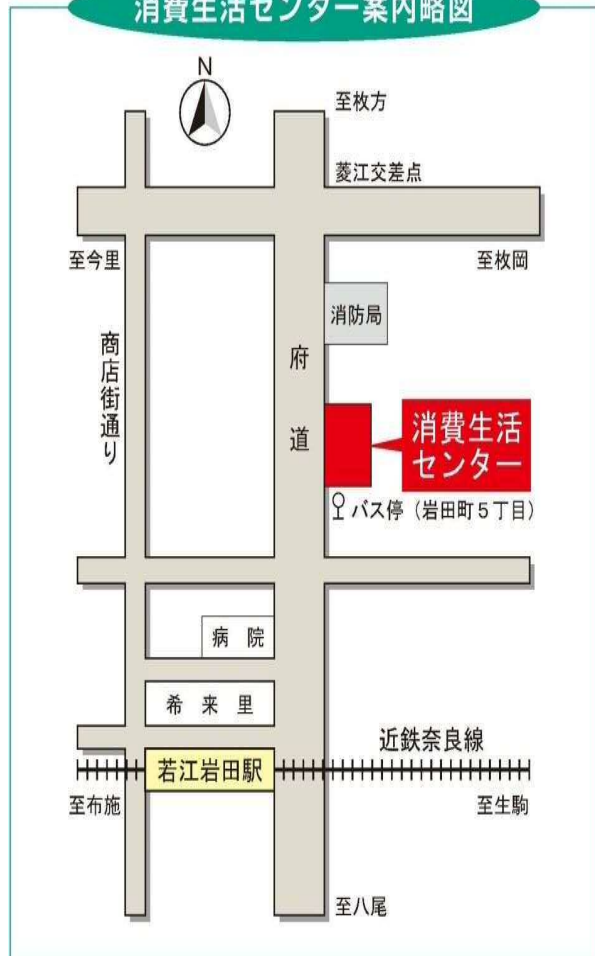 消費生活センター案内略図
N
至枚方
菱江交差点
至今里
至枚岡
消防局
商店街通り
府道
消費生活
センター
バス停（岩田町５丁目）
病院
希来里
近鉄奈良線
若江岩田駅
至布施
至生駒
至八尾